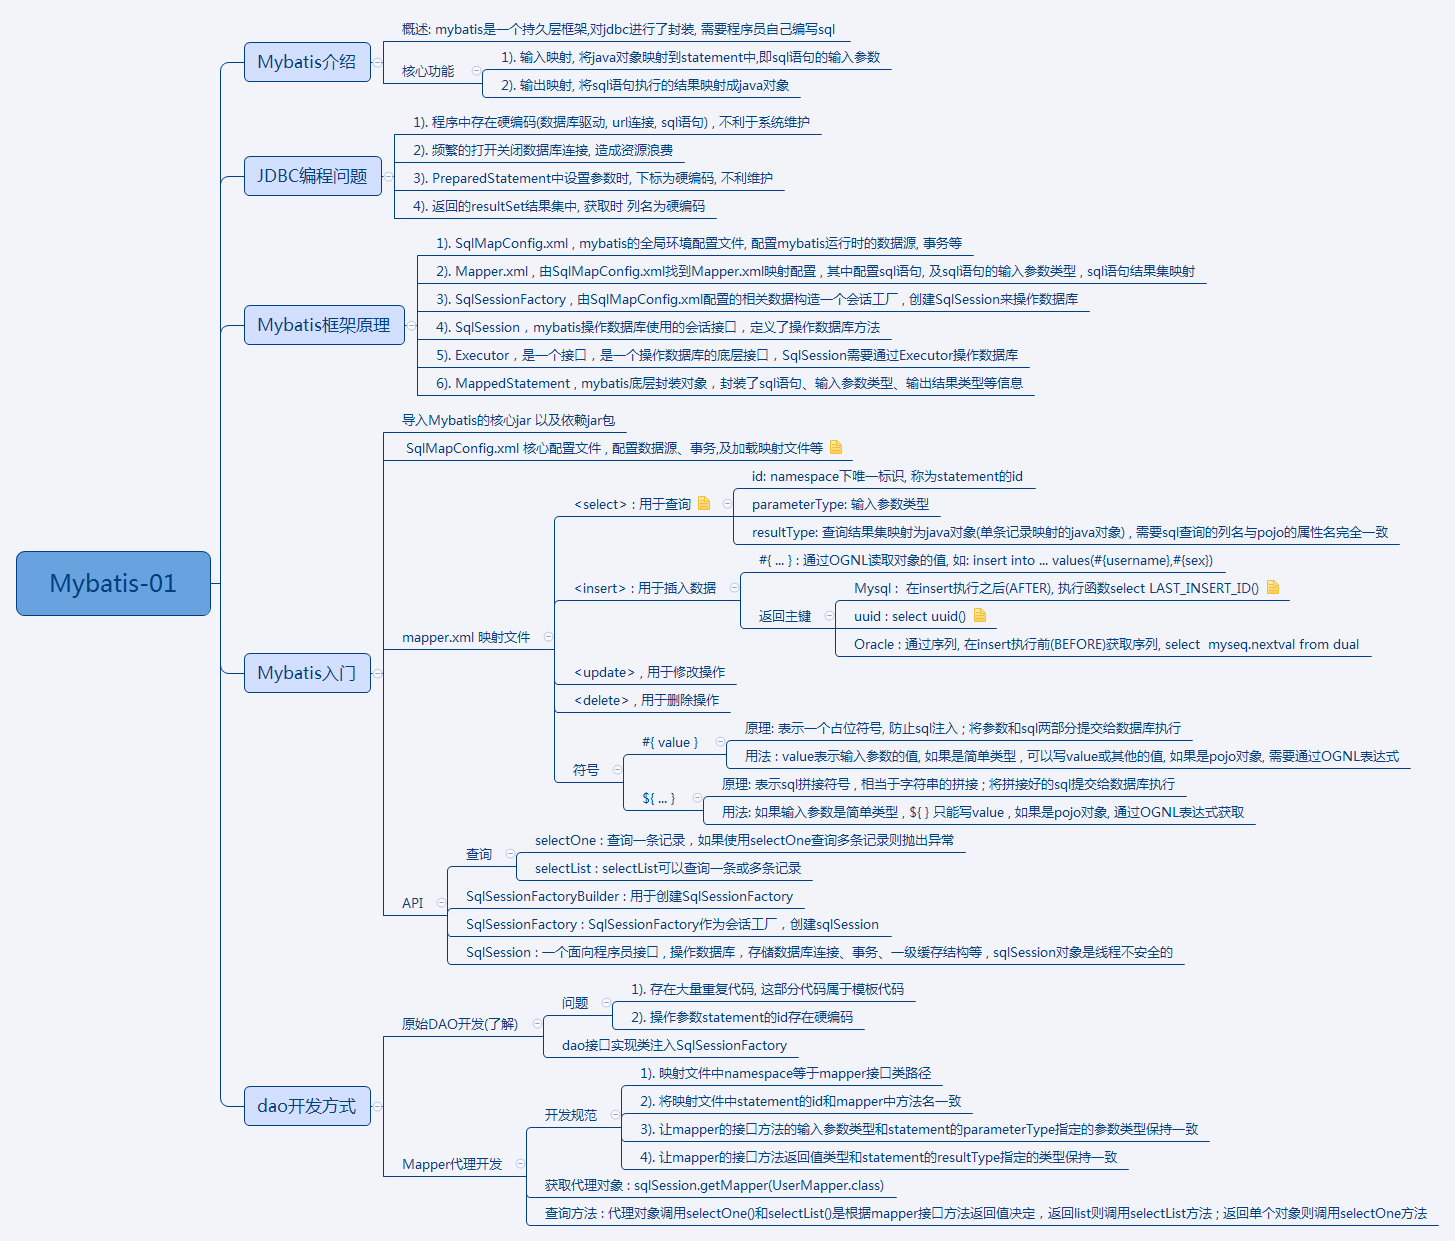 Mybatis-01
Mybatis介绍
概述: mybatis是一个持久层框架,对jdbc进行了封装, 需要程序员自己编写sql
核心功能
1). 输入映射, 将java对象映射到statement中,即sql语句的输入参数
2). 输出映射, 将sql语句执行的结果映射成java对象
JDBC编程问题
1). 程序中存在硬编码(数据库驱动, url连接, sql语句) , 不利于系统维护
2). 频繁的打开关闭数据库连接, 造成资源浪费
3). PreparedStatement中设置参数时, 下标为硬编码, 不利维护
4). 返回的resultSet结果集中, 获取时 列名为硬编码
Mybatis框架原理
1). SqlMapConfig.xml , mybatis的全局环境配置文件, 配置mybatis运行时的数据源, 事务等
2). Mapper.xml , 由SqlMapConfig.xml找到Mapper.xml映射配置 , 其中配置sql语句, 及sql语句的输入参数类型 , sql语句结果集映射
3). SqlSessionFactory , 由SqlMapConfig.xml配置的相关数据构造一个会话工厂 , 创建SqlSession来操作数据库
4). SqlSession，mybatis操作数据库使用的会话接口，定义了操作数据库方法
5). Executor，是一个接口，是一个操作数据库的底层接口，SqlSession需要通过Executor操作数据库
6). MappedStatement , mybatis底层封装对象，封装了sql语句、输入参数类型、输出结果类型等信息
Mybatis入门
导入Mybatis的核心jar 以及依赖jar包
SqlMapConfig.xml 核心配置文件 , 配置数据源、事务,及加载映射文件等
mapper.xml 映射文件
<select> : 用于查询
id: namespace下唯一标识, 称为statement的id
parameterType: 输入参数类型
resultType: 查询结果集映射为java对象(单条记录映射的java对象) , 需要sql查询的列名与pojo的属性名完全一致
<insert> : 用于插入数据
#{ ... } : 通过OGNL读取对象的值, 如: insert into ... values(#{username},#{sex})
返回主键
Mysql : 在insert执行之后(AFTER), 执行函数select LAST_INSERT_ID()
uuid : select uuid()
Oracle : 通过序列, 在insert执行前(BEFORE)获取序列, select  myseq.nextval from dual
<update> , 用于修改操作
<delete> , 用于删除操作
符号
#{ value }
原理: 表示一个占位符号, 防止sql注入 ; 将参数和sql两部分提交给数据库执行
用法 : value表示输入参数的值, 如果是简单类型 , 可以写value或其他的值, 如果是pojo对象, 需要通过OGNL表达式
${ ... }
原理: 表示sql拼接符号 , 相当于字符串的拼接 ; 将拼接好的sql提交给数据库执行
用法: 如果输入参数是简单类型 , ${ } 只能写value , 如果是pojo对象, 通过OGNL表达式获取
API
查询
selectOne : 查询一条记录，如果使用selectOne查询多条记录则抛出异常
selectList : selectList可以查询一条或多条记录
SqlSessionFactoryBuilder : 用于创建SqlSessionFactory
SqlSessionFactory : SqlSessionFactory作为会话工厂，创建sqlSession
SqlSession : 一个面向程序员接口 , 操作数据库，存储数据库连接、事务、一级缓存结构等 , sqlSession对象是线程不安全的
dao开发方式
原始DAO开发(了解)
问题
1). 存在大量重复代码, 这部分代码属于模板代码
2). 操作参数statement的id存在硬编码
dao接口实现类注入SqlSessionFactory
Mapper代理开发
开发规范
1). 映射文件中namespace等于mapper接口类路径
2). 将映射文件中statement的id和mapper中方法名一致
3). 让mapper的接口方法的输入参数类型和statement的parameterType指定的参数类型保持一致
4). 让mapper的接口方法返回值类型和statement的resultType指定的类型保持一致
获取代理对象 : sqlSession.getMapper(UserMapper.class)
查询方法 : 代理对象调用selectOne()和selectList()是根据mapper接口方法返回值决定，返回list则调用selectList方法 ; 返回单个对象则调用selectOne方法